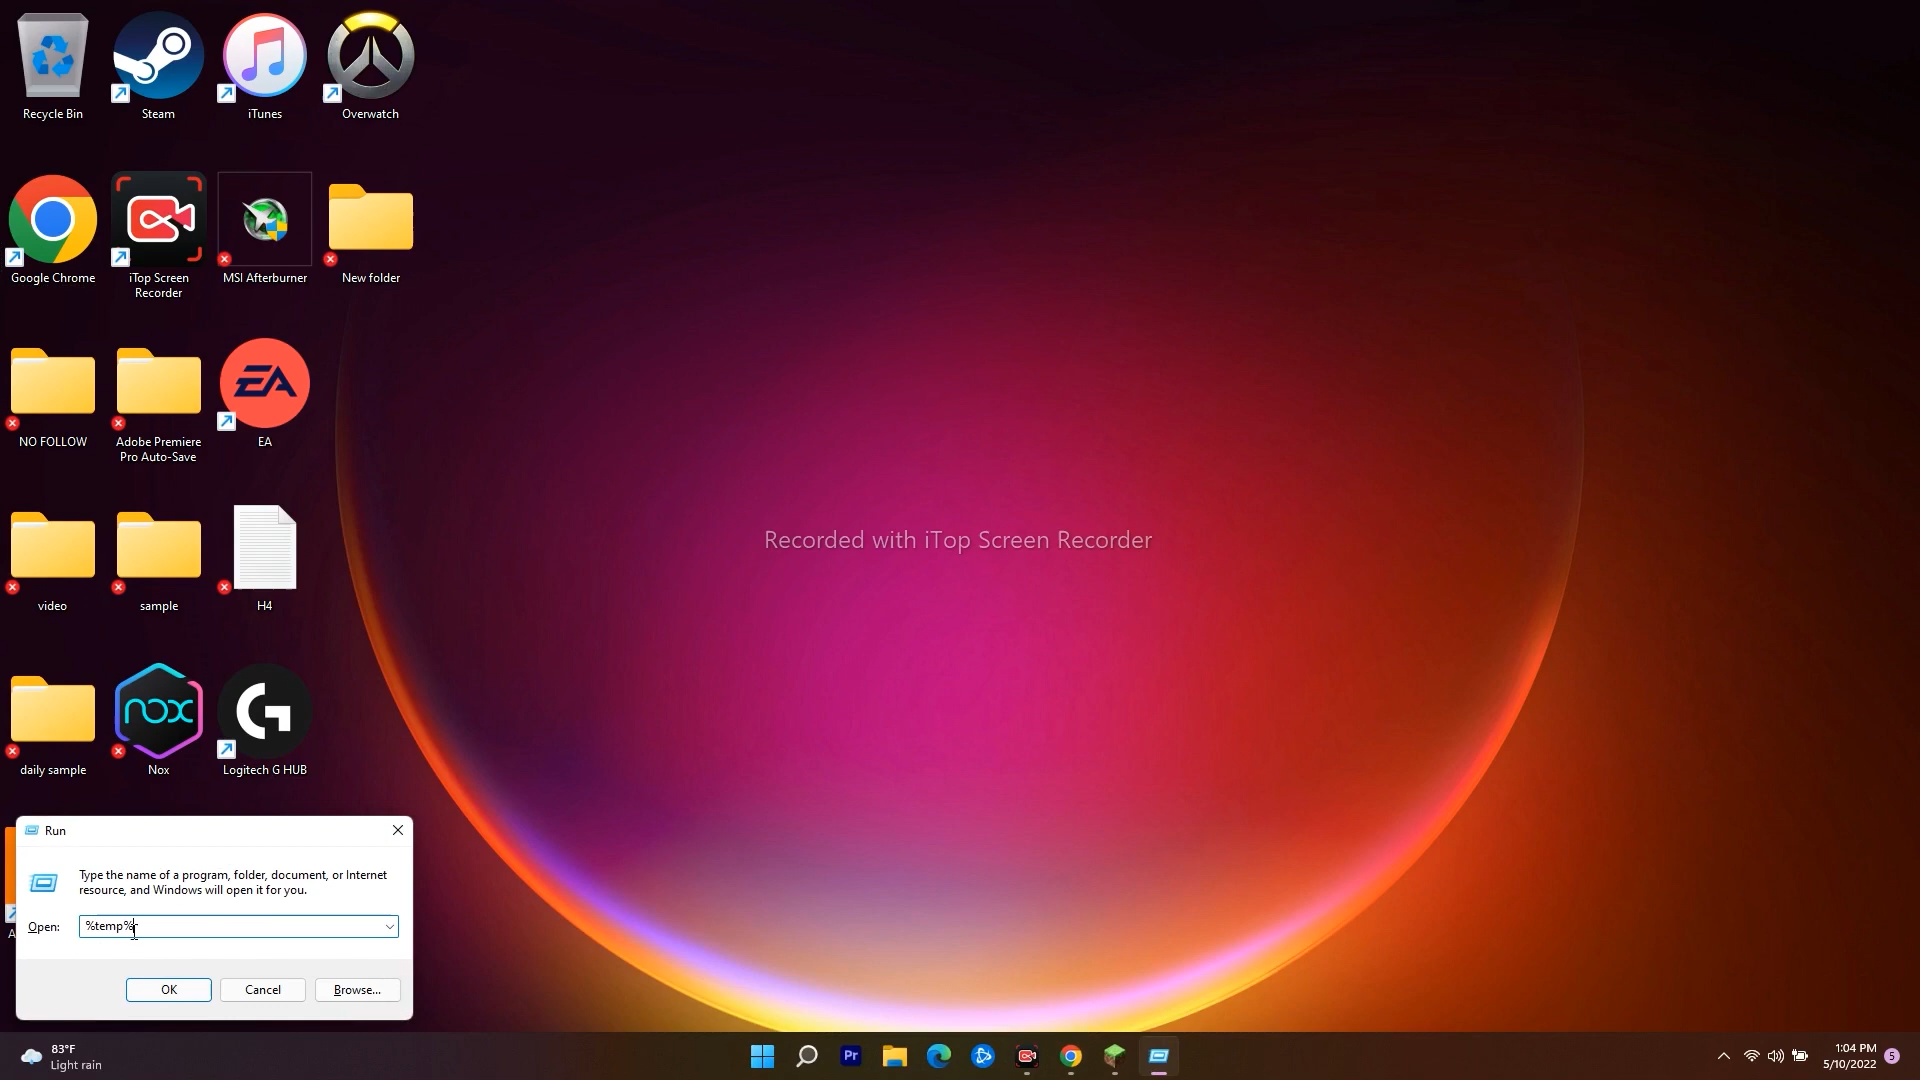 Recycle Bin
Steam
iTunes
Overwatch
Google Chrome
iTop Screen
Recorder
MSI Afterburner
New folder
NO FOLLOW
Adobe Premiere
Pro Auto-Save
EA
EA
video
sample
H4
daily sample
nox
Nox
G
Logitech G HUB
Recorded with iTop Screen Recorder
Run
Type the name of a program, folder, document, or Internet
resource, and Windows will open it for you.
Open:
%temp%
OK
Cancel
Browse...
A
83°F
Light rain
Pr
1:04 PM
5/10/2022
5